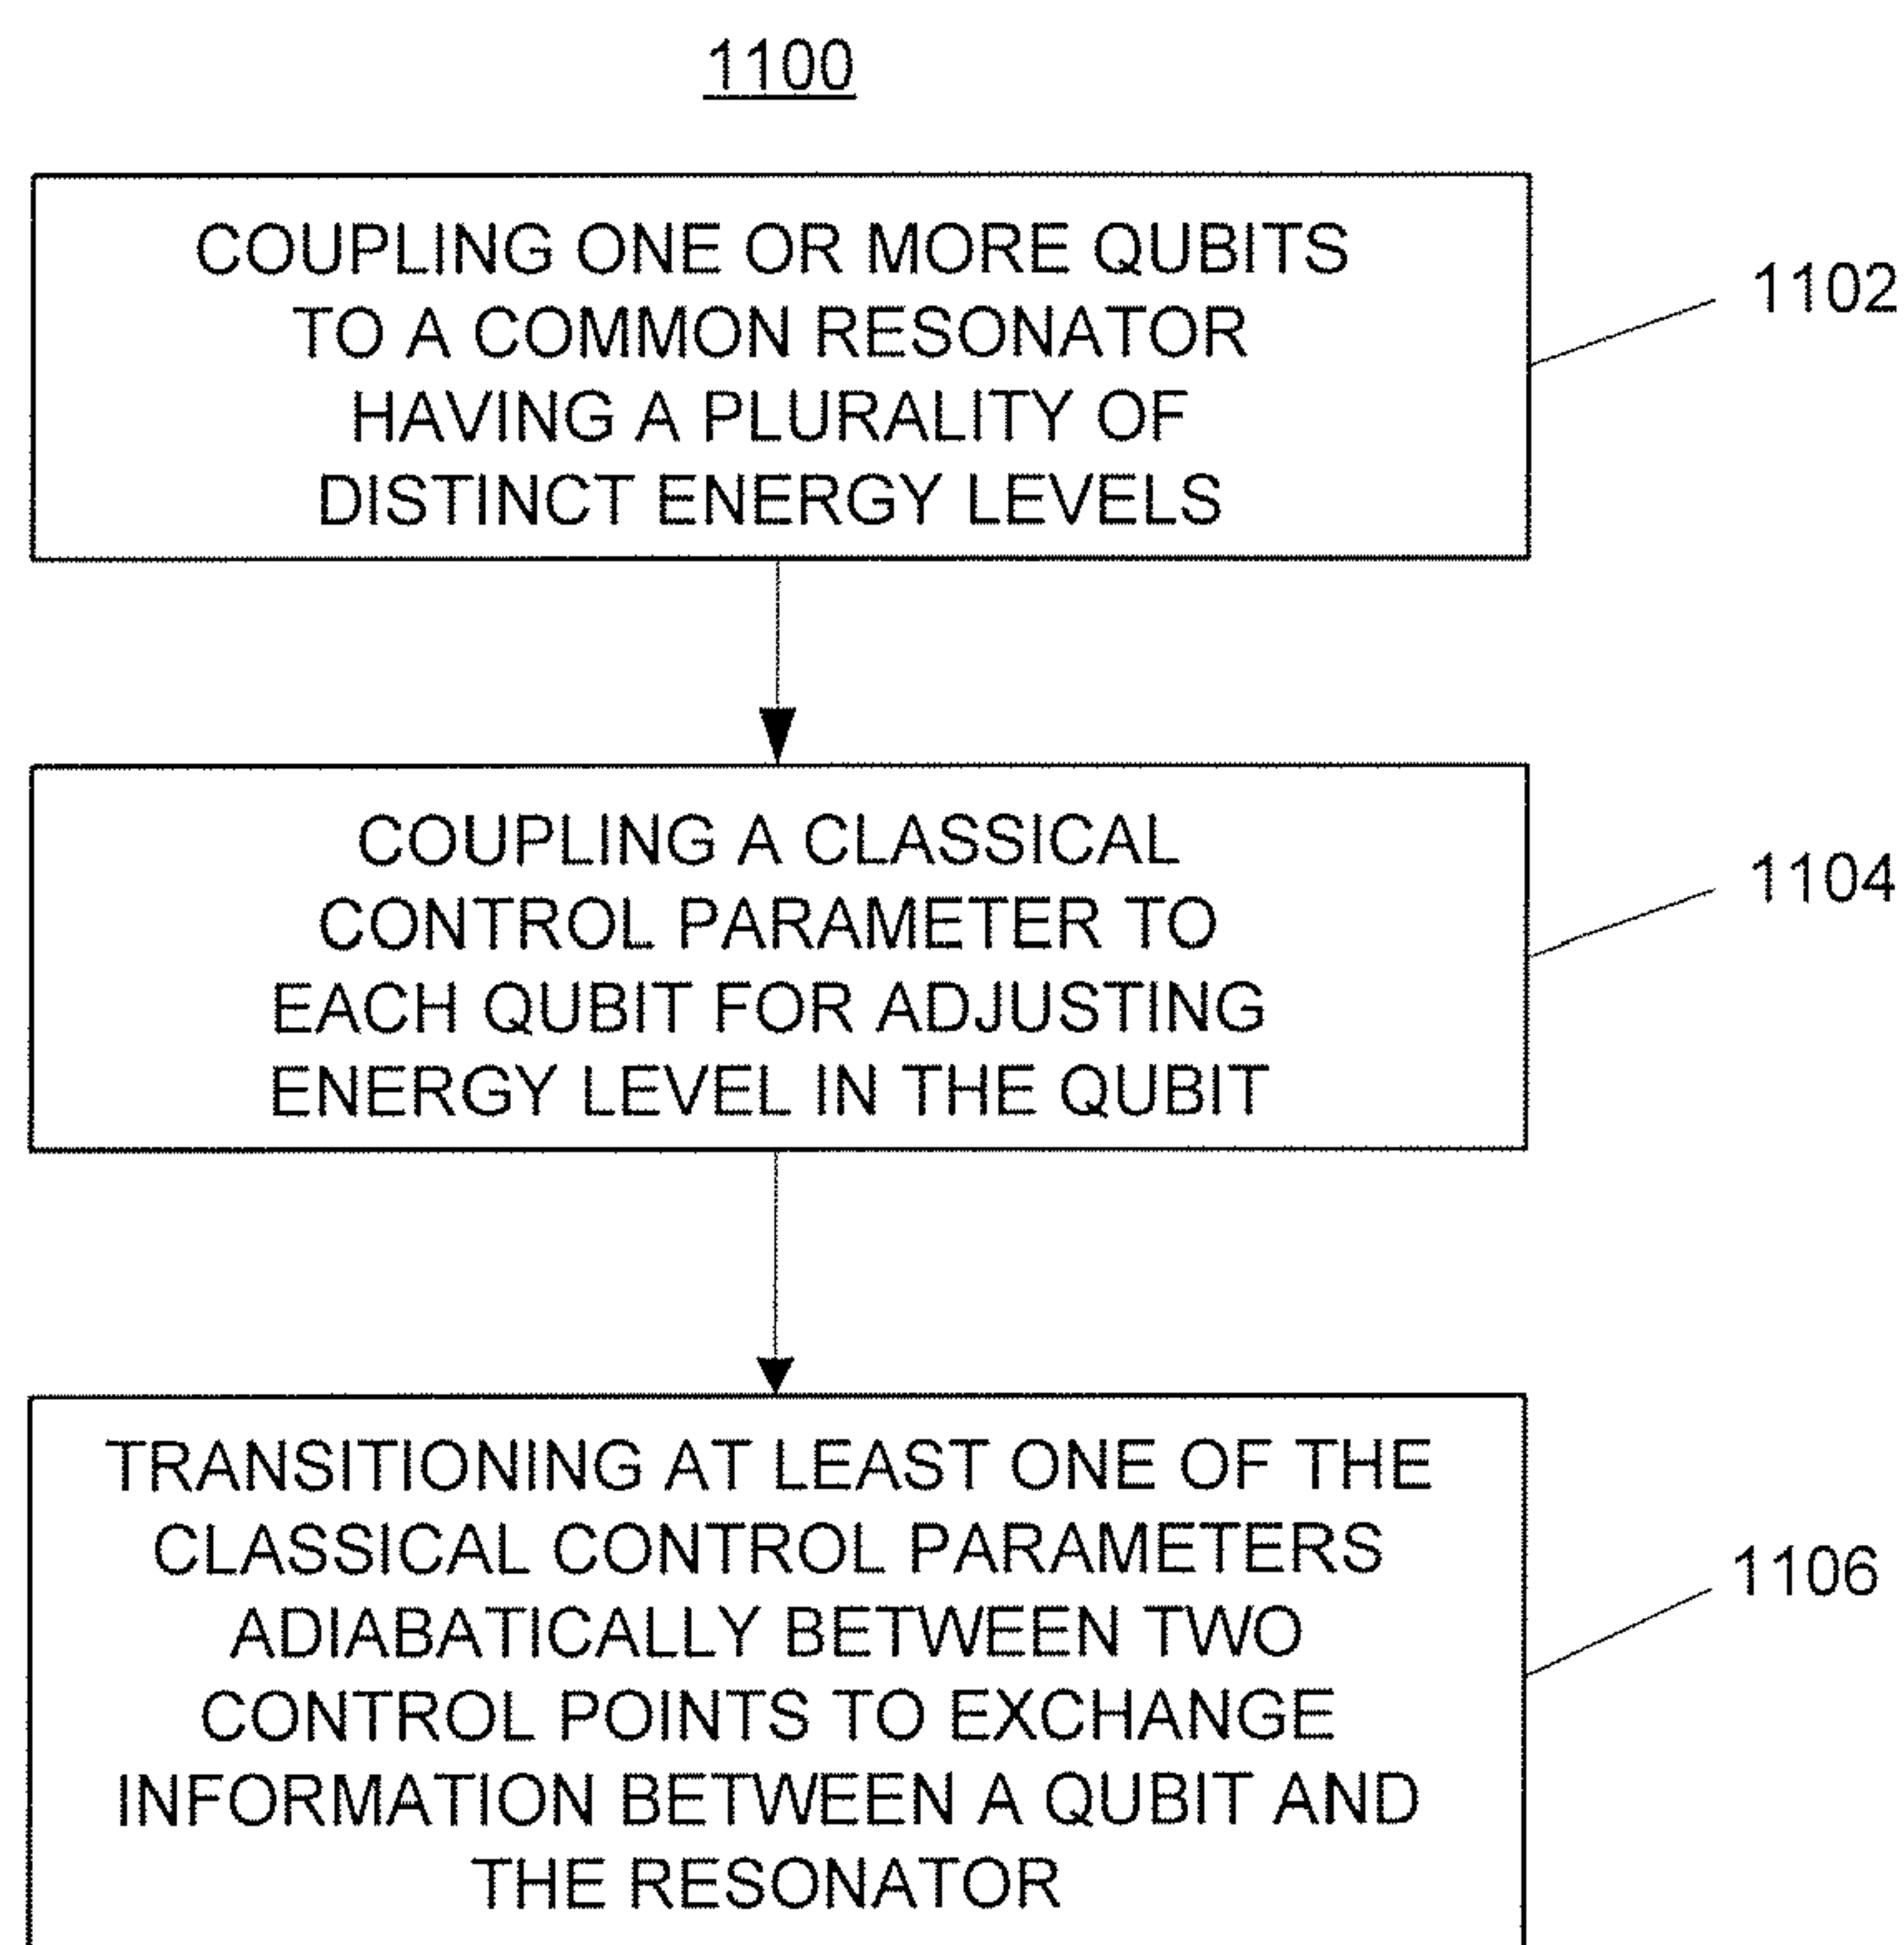 1100
COUPLING ONE OR MORE QUBITS
TO A COMMON RESONATOR
HAVING A PLURALITY OF
DISTINCT ENERGY LEVELS
1102
COUPLING A CLASSICAL
CONTROL PARAMETER TO
EACH QUBIT FOR ADJUSTING
ENERGY LEVEL IN THE QUBIT
1104
TRANSITIONING AT LEAST ONE OF THE
CLASSICAL CONTROL PARAMETERS
ADIABATICALLY BETWEEN TWO
CONTROL POINTS TO EXCHANGE
INFORMATION BETWEEN A QUBIT AND
THE RESONATOR
1106